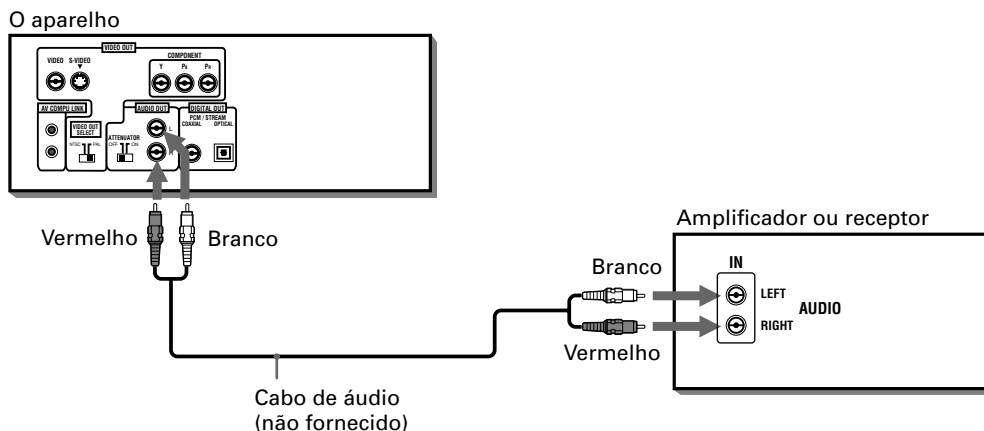 O aparelho
VIDEO OUT
VIDEO S-VIDEO
COMPONENT
Y PB PR
AV COMPU LINK
VIDEO OUT
SELECT
NTSC PAL
AUDIO OUT
L
R
ATTENUATOR
OFF ON
DIGITAL OUT
PCM / STREAM
COAXIAL OPTICAL
Vermelho
Branco
Amplificador ou receptor
Branco
Vermelho
IN
LEFT
RIGHT
AUDIO
Cabo de áudio
(não fornecido)